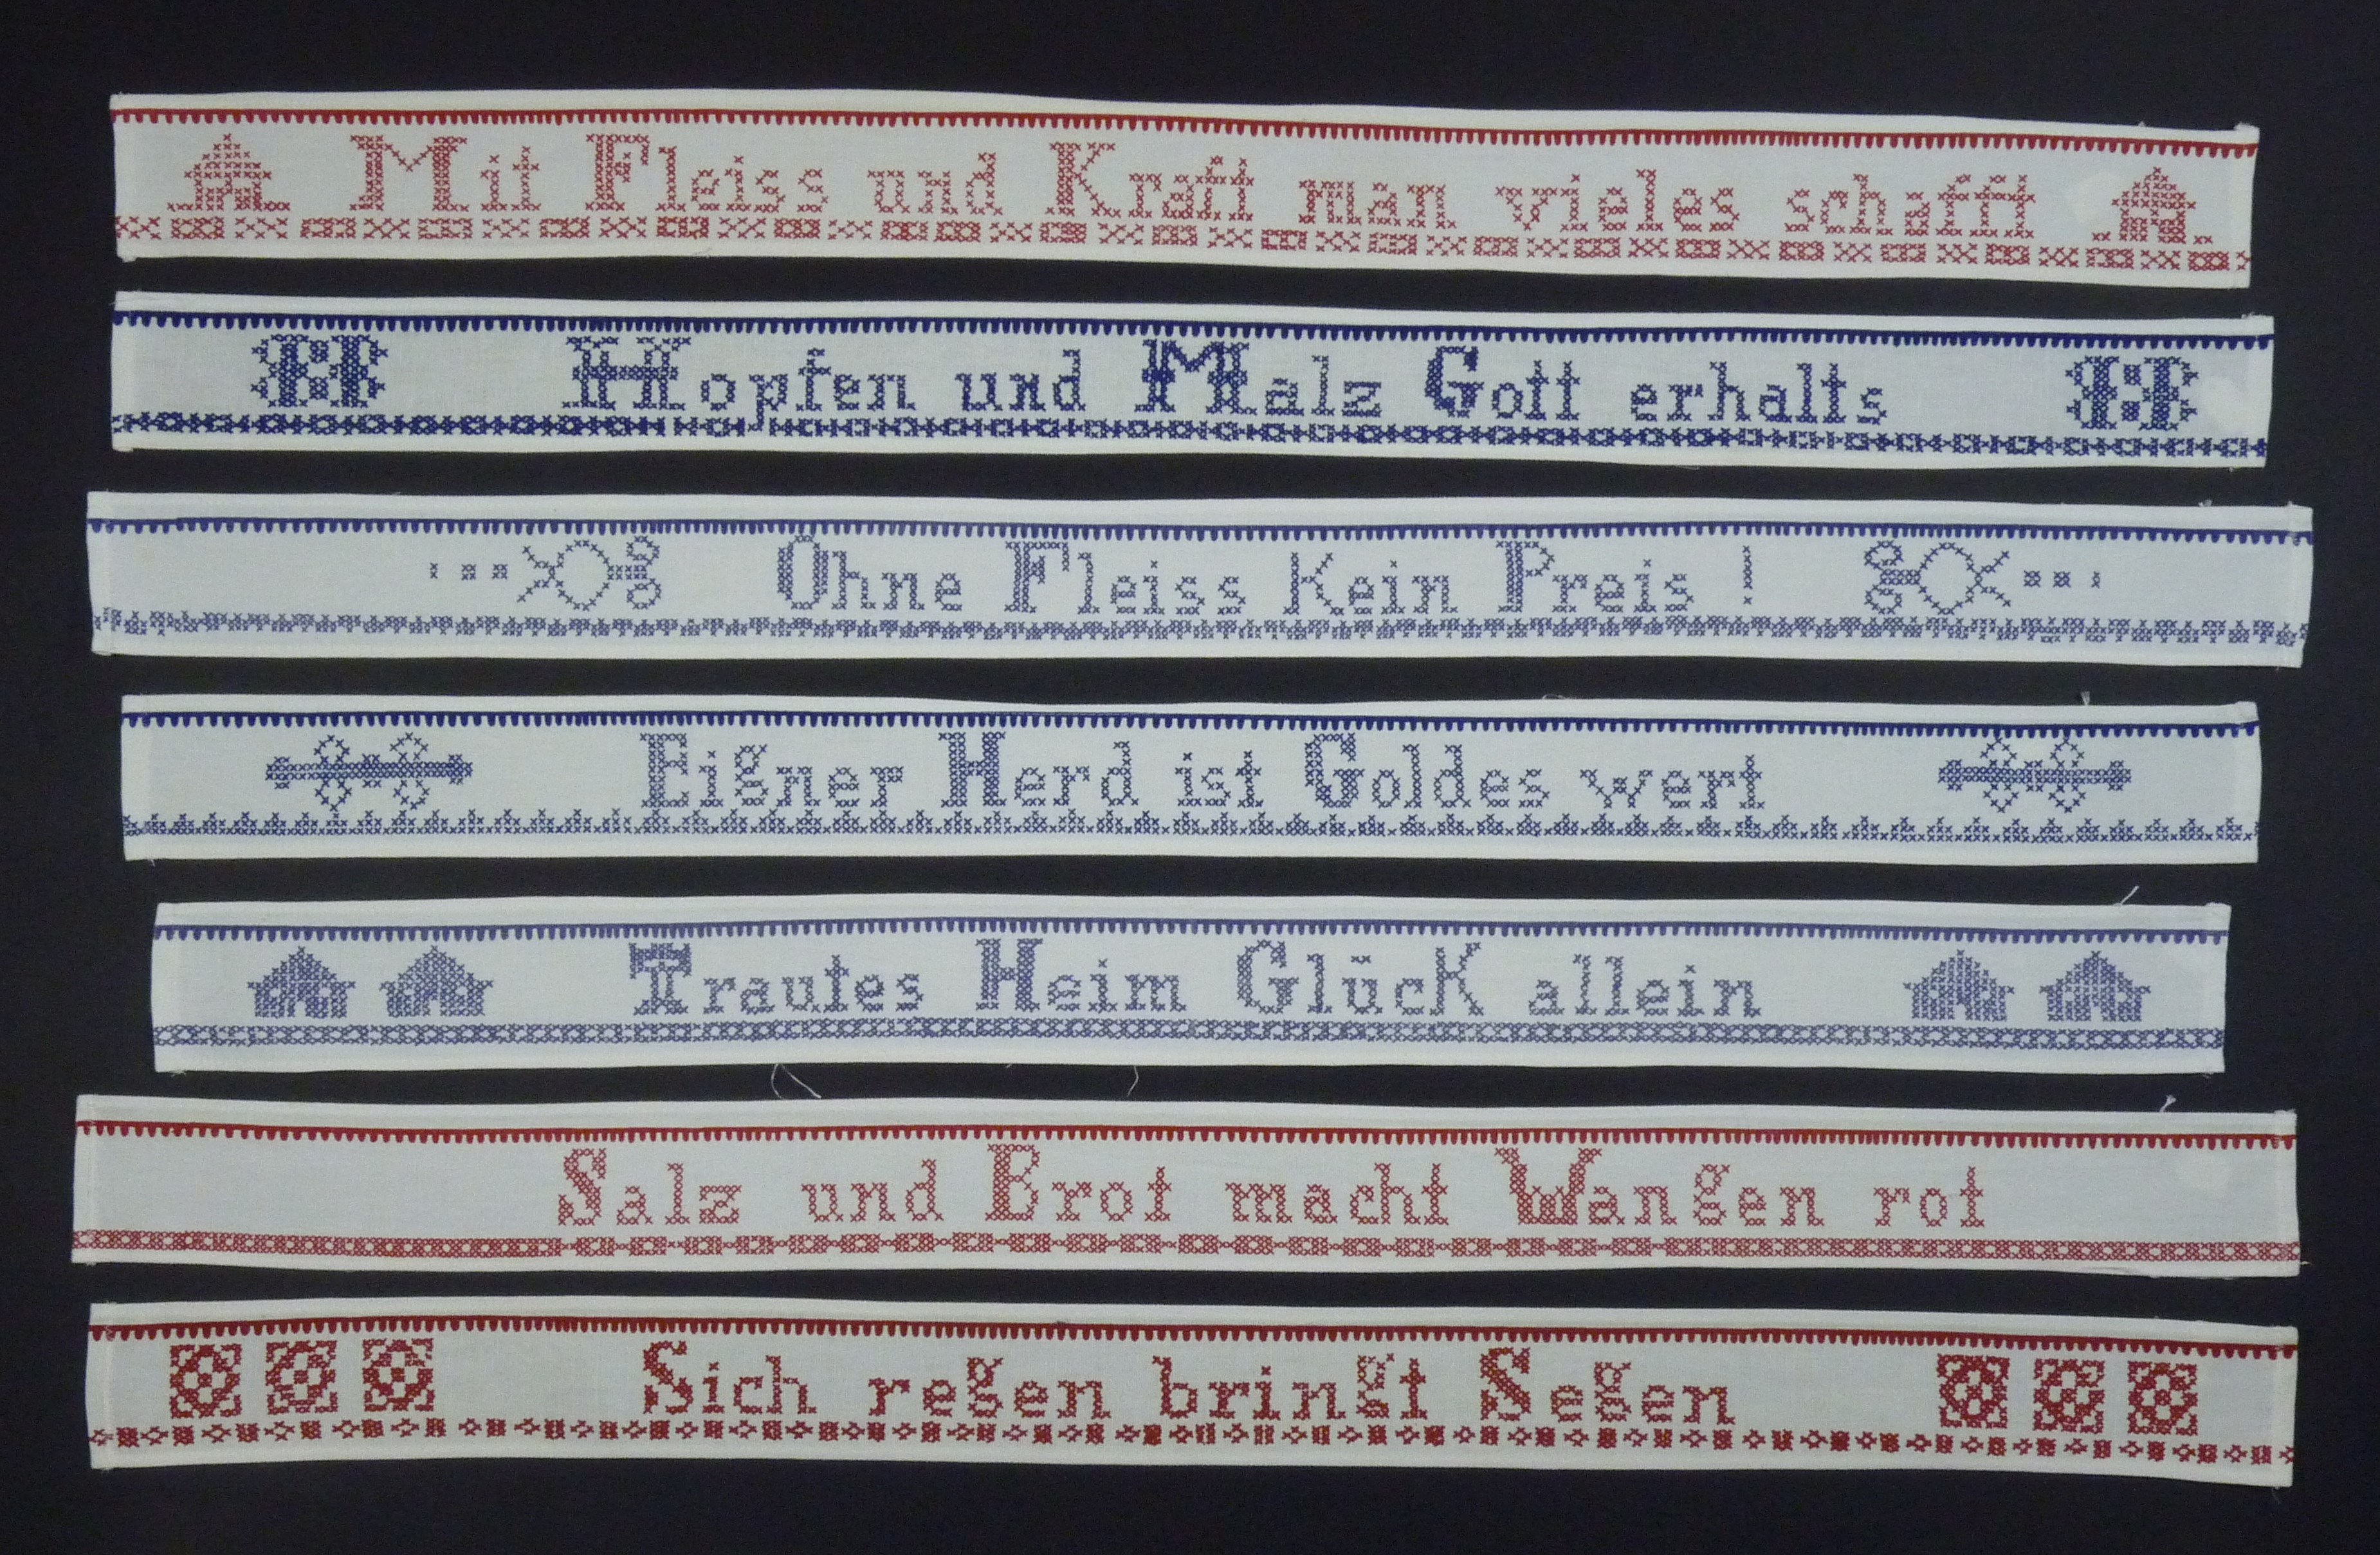 Mit Fleiss und Kraft man vieles schafft
Hopfen und Malz Gott erhalts
Ohne Fleiss Kein Preis !
Eigner Herd ist Goldes wert
Trautes Heim GlücK allein
Salz und Brot macht Wangen rot
Sich regen bringt Segen